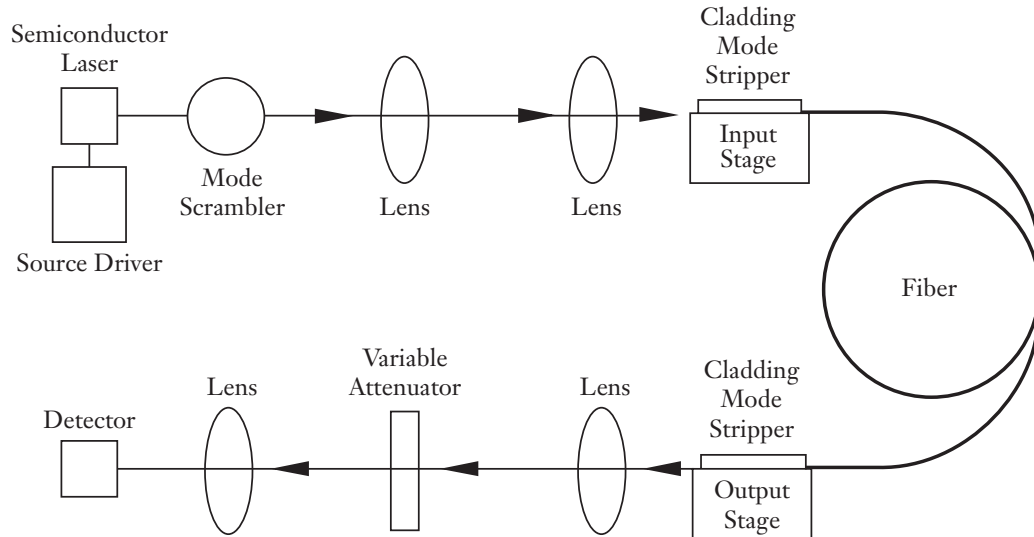 Semiconductor
Laser
Mode
Scrambler
Source Driver
Lens
Lens
Cladding
Mode
Stripper
Input
Stage
Fiber
Detector
Lens
Variable
Attenuator
Lens
Cladding
Mode
Stripper
Output
Stage